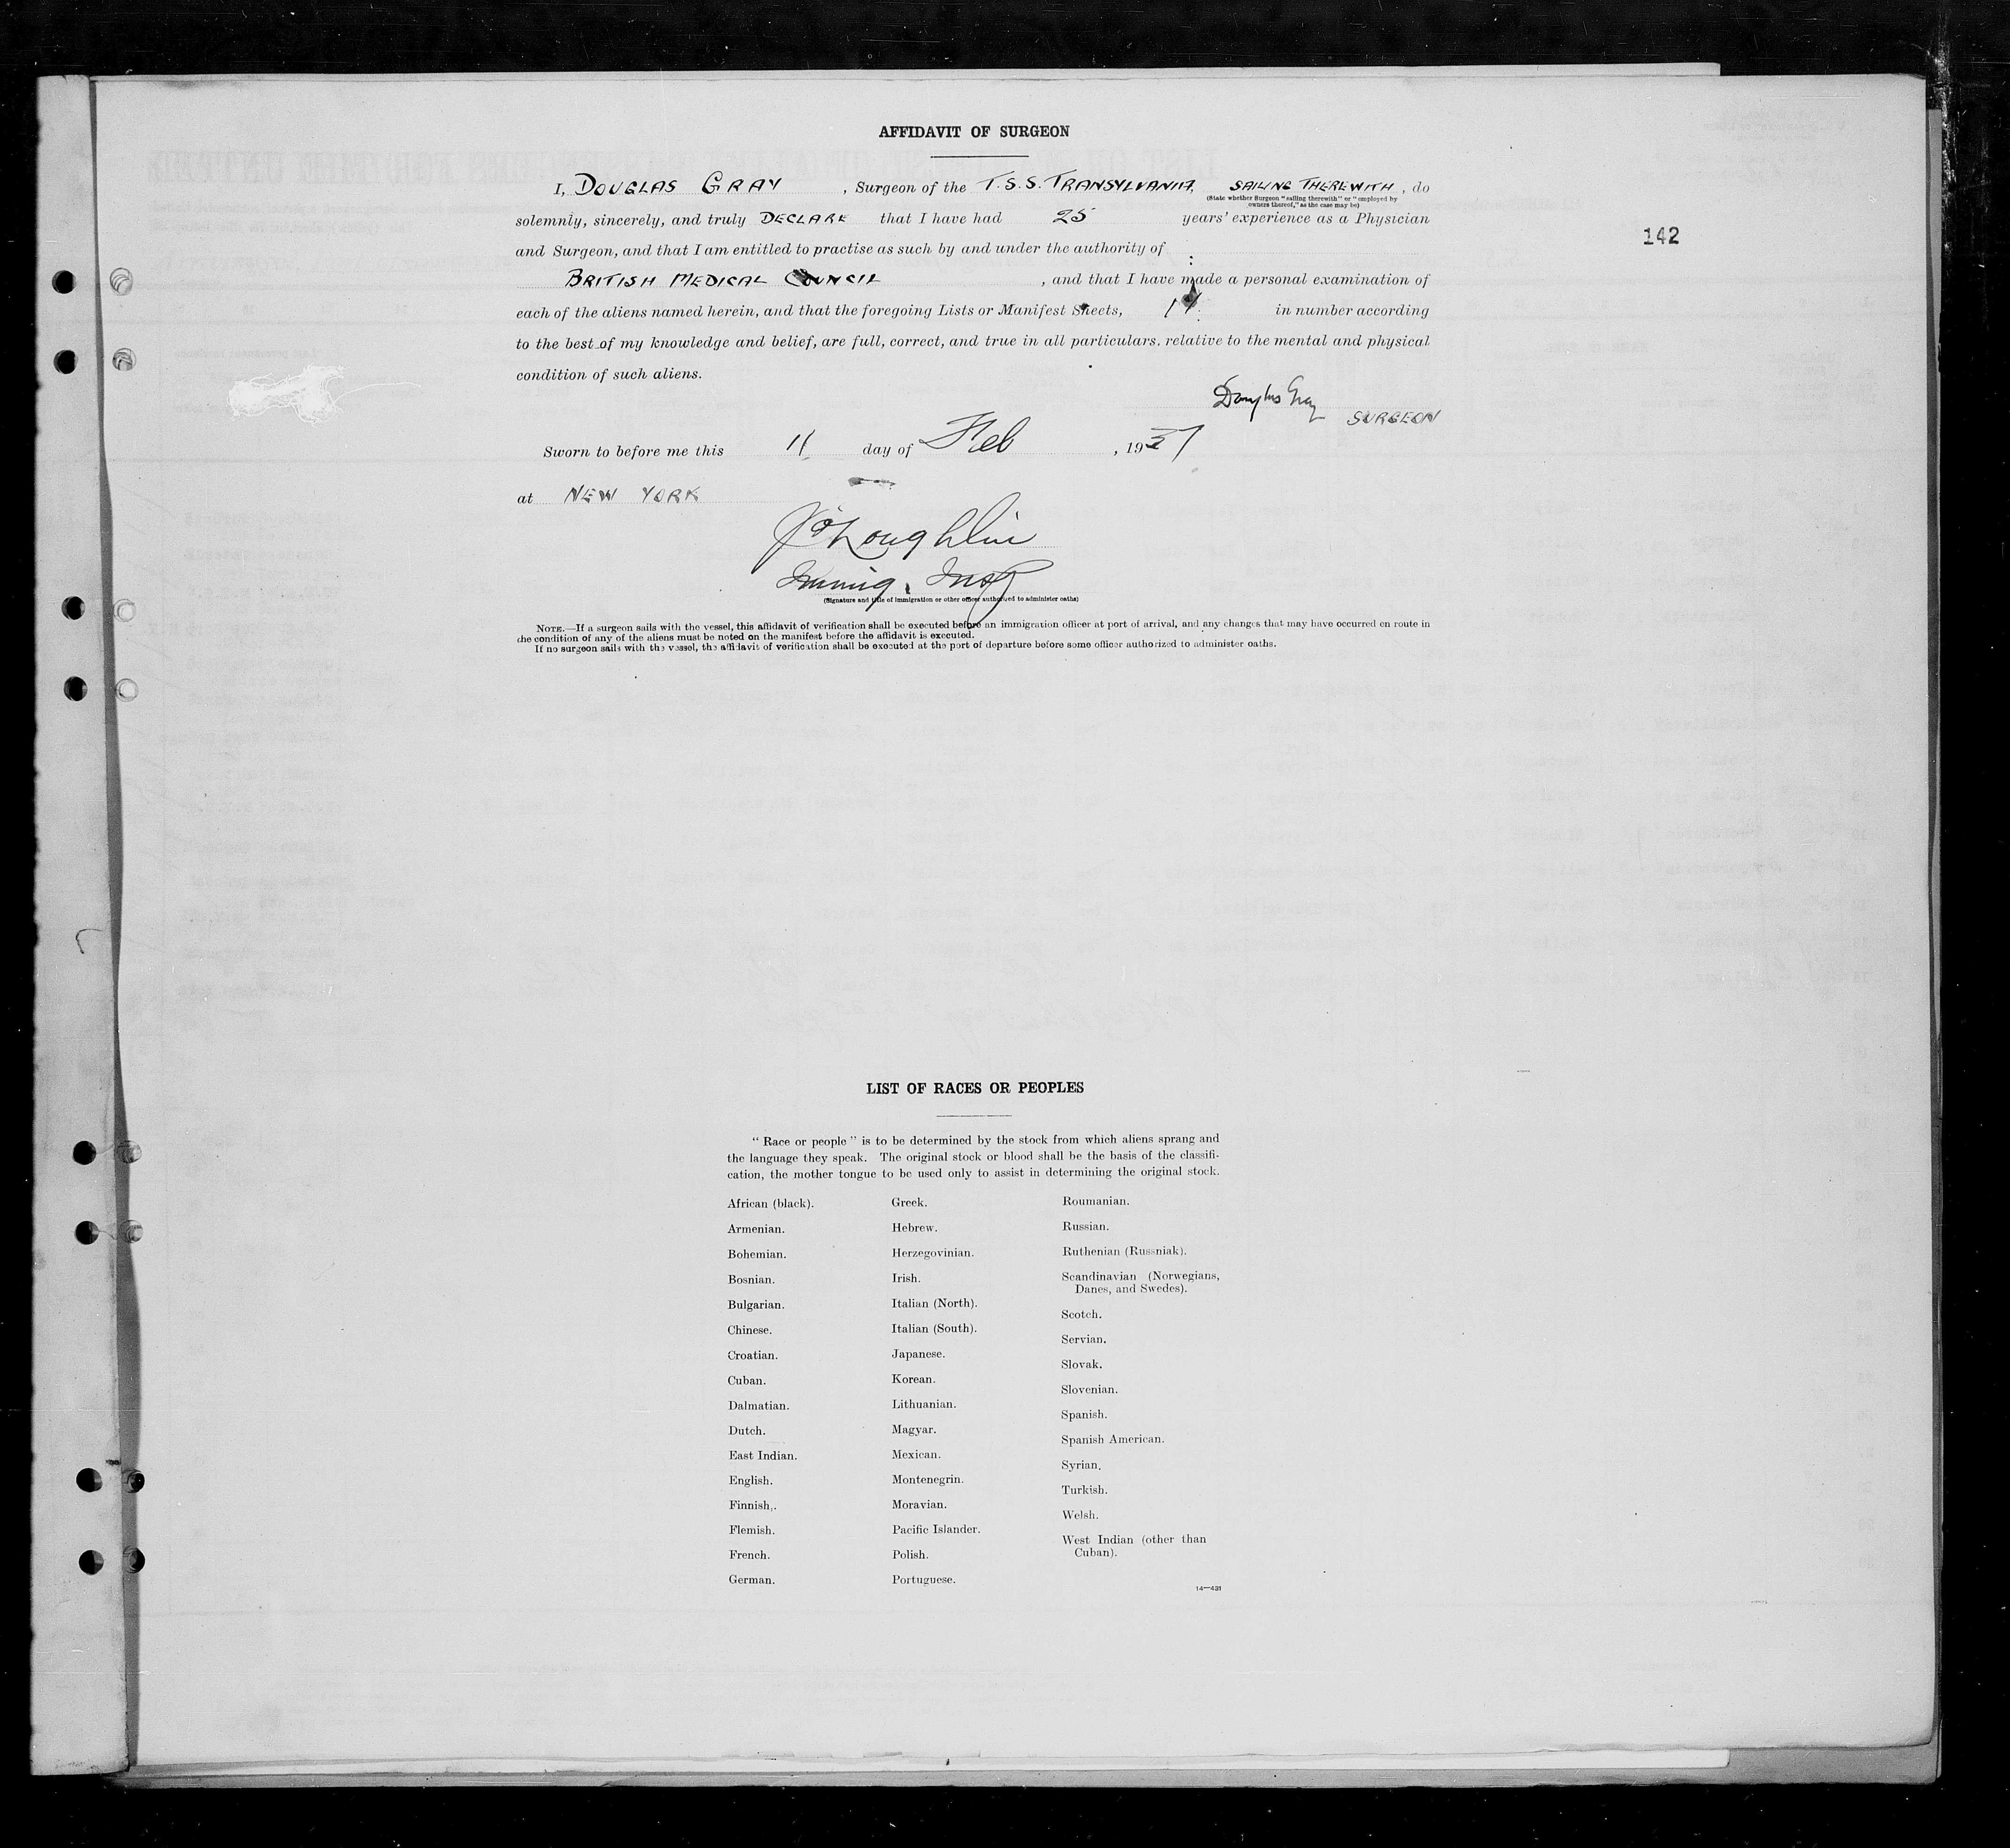 AFFIDAVIT OF SURGEON
I, DOUGLAS GRAY, Surgeon of the T.S.S. TRANSYLVANIA, SAILING THEREWITH, do
(State whether Surgeon "sailing therewith" or "employed by
owners thereof," as the case may be)
solemnly, sincerely, and truly DECLARE that I have had 25 years' experience as a Physician
142
and Surgeon, and that I am entitled to practise as such by and under the authority of
BRITISH MEDICAL COUNCIL, and that I have made a personal examination of
each of the aliens named herein, and that the foregoing Lists or Manifest Sheets, in number according
to the best of my knowledge and belief, are full, correct, and true in all particulars, relative to the mental and physical
condition of such aliens.
Douglas Gray
SURGEON
Sworn to before me this 11 day of Feb, 1937
at NEW YORK
O'Loughlin
Immig. Insp
(Signature and title of immigration or other officer authorized to administer oaths)
NOTE.—If a surgeon sails with the vessel, this affidavit of verification shall be executed before an immigration officer at port of arrival, and any changes that may have occurred en route in
the condition of any of the aliens must be noted on the manifest before the affidavit is executed.
If no surgeon sails with the vessel, the affidavit of verification shall be executed at the port of departure before some officer authorized to administer oaths.
LIST OF RACES OR PEOPLES
"Race or people" is to be determined by the stock from which aliens sprang and
the language they speak. The original stock or blood shall be the basis of the classifi-
cation, the mother tongue to be used only to assist in determining the original stock.
African (black).
Armenian.
Bohemian.
Bosnian.
Bulgarian.
Chinese.
Croatian.
Cuban.
Dalmatian.
Dutch.
East Indian.
English.
Finnish.
Flemish.
French.
German.
Greek.
Hebrew.
Herzegovinian.
Irish.
Italian (North).
Italian (South).
Japanese.
Korean.
Lithuanian.
Magyar.
Mexican.
Montenegrin.
Moravian.
Pacific Islander.
Polish.
Portuguese.
Roumanian.
Russian.
Ruthenian (Russniak).
Scandinavian (Norwegians,
Danes, and Swedes).
Scotch.
Servian.
Slovak.
Slovenian.
Spanish.
Spanish American.
Syrian.
Turkish.
Welsh.
West Indian (other than
Cuban).
14—431